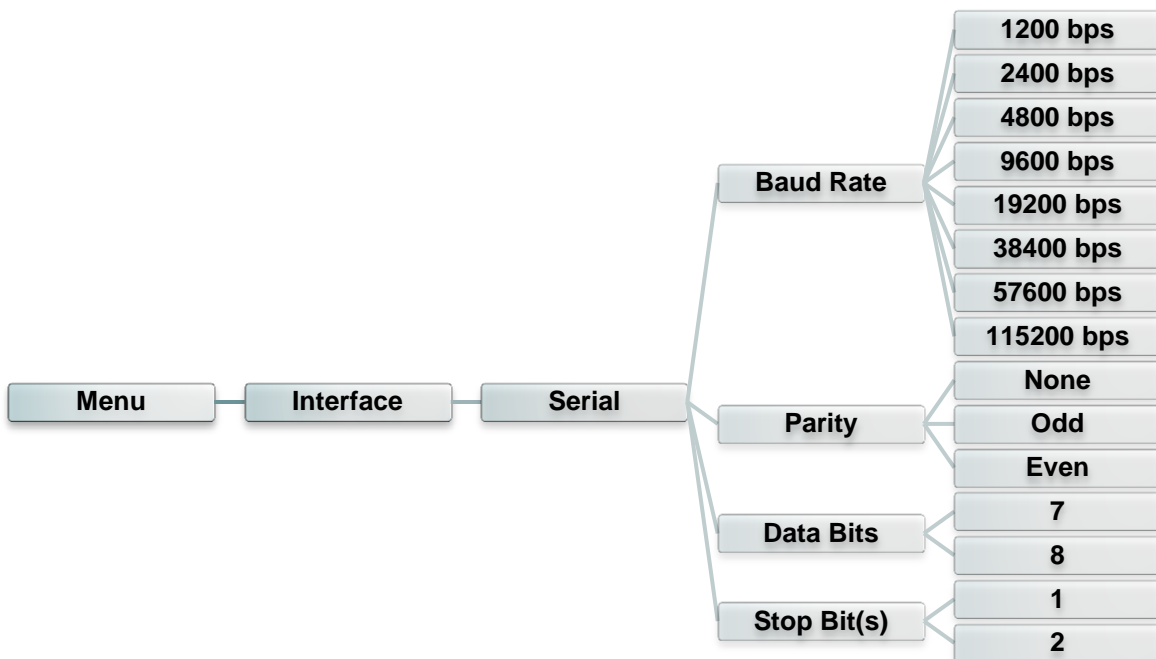 Menu
Interface
Serial
Baud Rate
1200 bps
2400 bps
4800 bps
9600 bps
19200 bps
38400 bps
57600 bps
115200 bps
Parity
None
Odd
Even
Data Bits
7
8
Stop Bit(s)
1
2